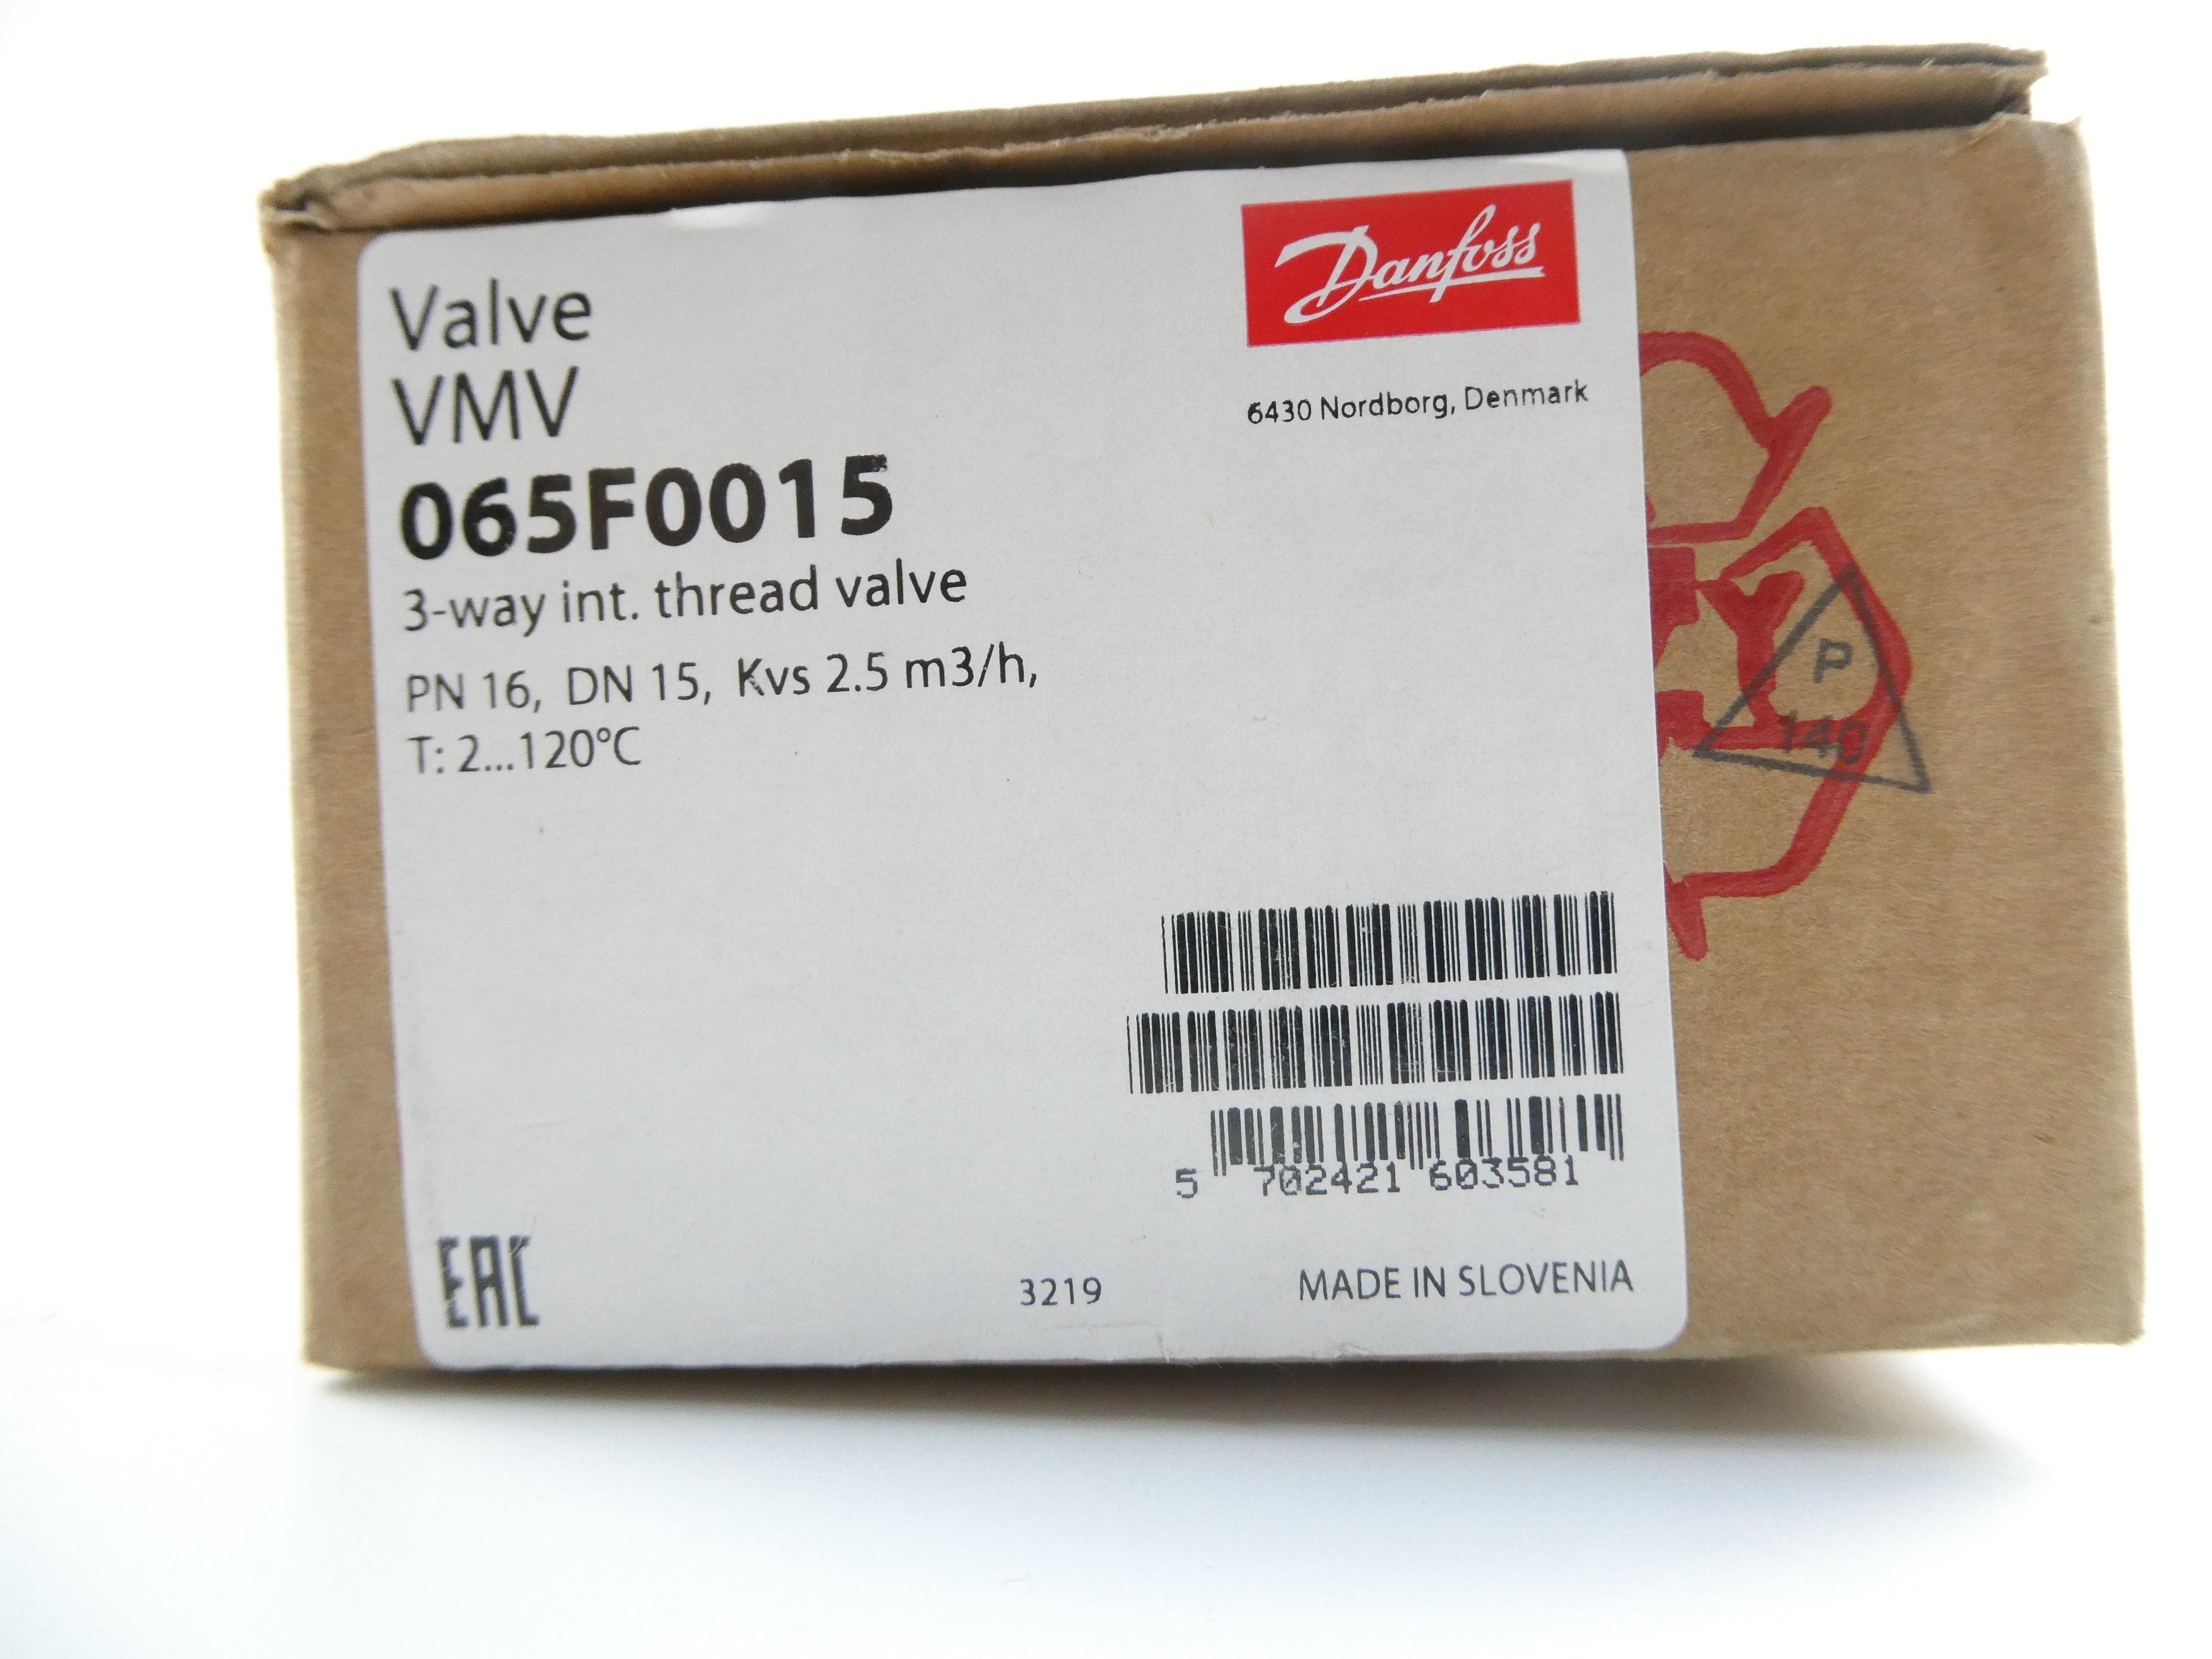 Valve
VMV
065F0015
3-way int. thread valve
PN 16, DN 15, Kvs 2.5 m3/h,
T: 2...120°C
Danfoss
6430 Nordborg, Denmark
P
140
5 702421 603581
EAC
3219
MADE IN SLOVENIA